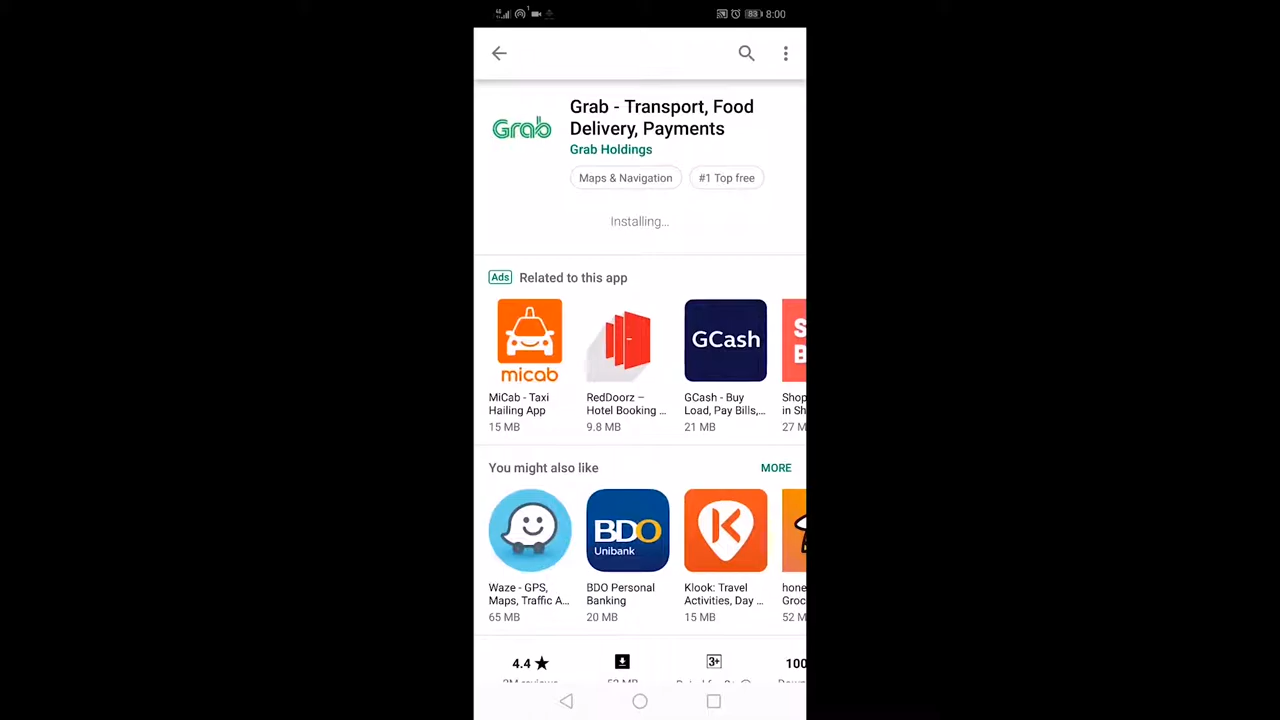 83 8:00
Grab
Grab - Transport, Food
Delivery, Payments
Grab Holdings
Maps & Navigation
#1 Top free
Installing...
Ads Related to this app
micab
GCash
S
B
MiCab - Taxi
Hailing App
15 MB
RedDoorz –
Hotel Booking ...
9.8 MB
GCash - Buy
Load, Pay Bills,...
21 MB
Shop
in Sh
27 M
You might also like
MORE
BDO
Unibank
K
Waze - GPS,
Maps, Traffic A...
65 MB
BDO Personal
Banking
20 MB
Klook: Travel
Activities, Day ...
15 MB
hone
Groc
52 M
4.4 ★
3+
100